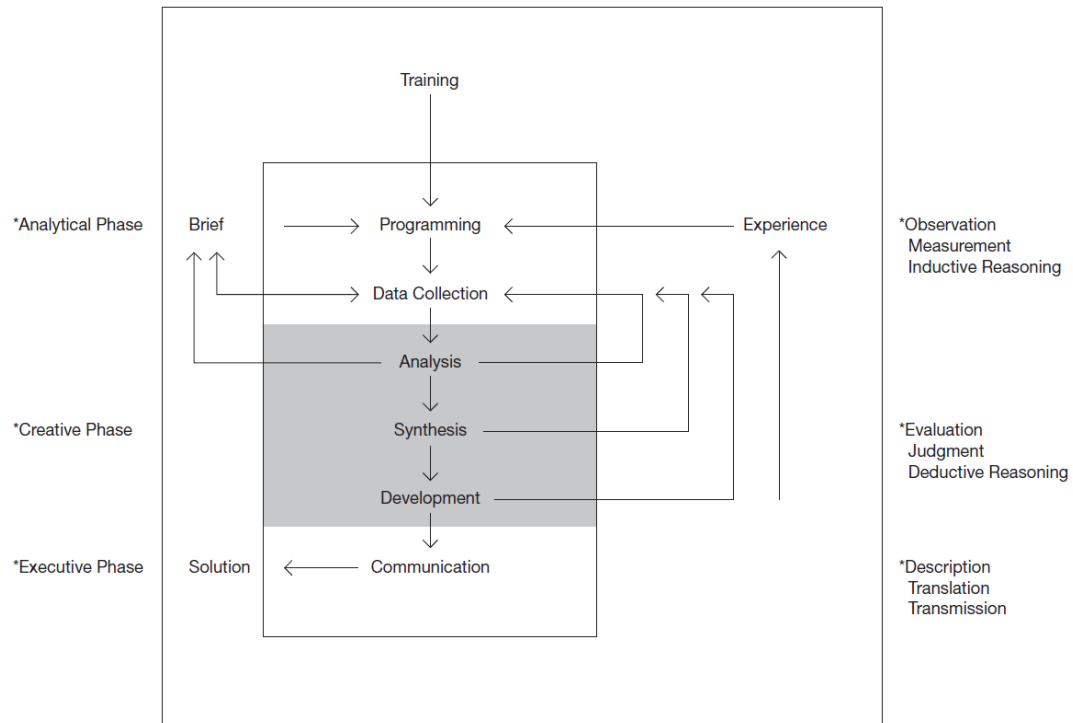 Training
*Analytical Phase
Brief
Programming
Experience
*Observation
Measurement
Inductive Reasoning
Data Collection
Analysis
*Creative Phase
Synthesis
*Evaluation
Judgment
Deductive Reasoning
Development
*Executive Phase
Solution
Communication
*Description
Translation
Transmission